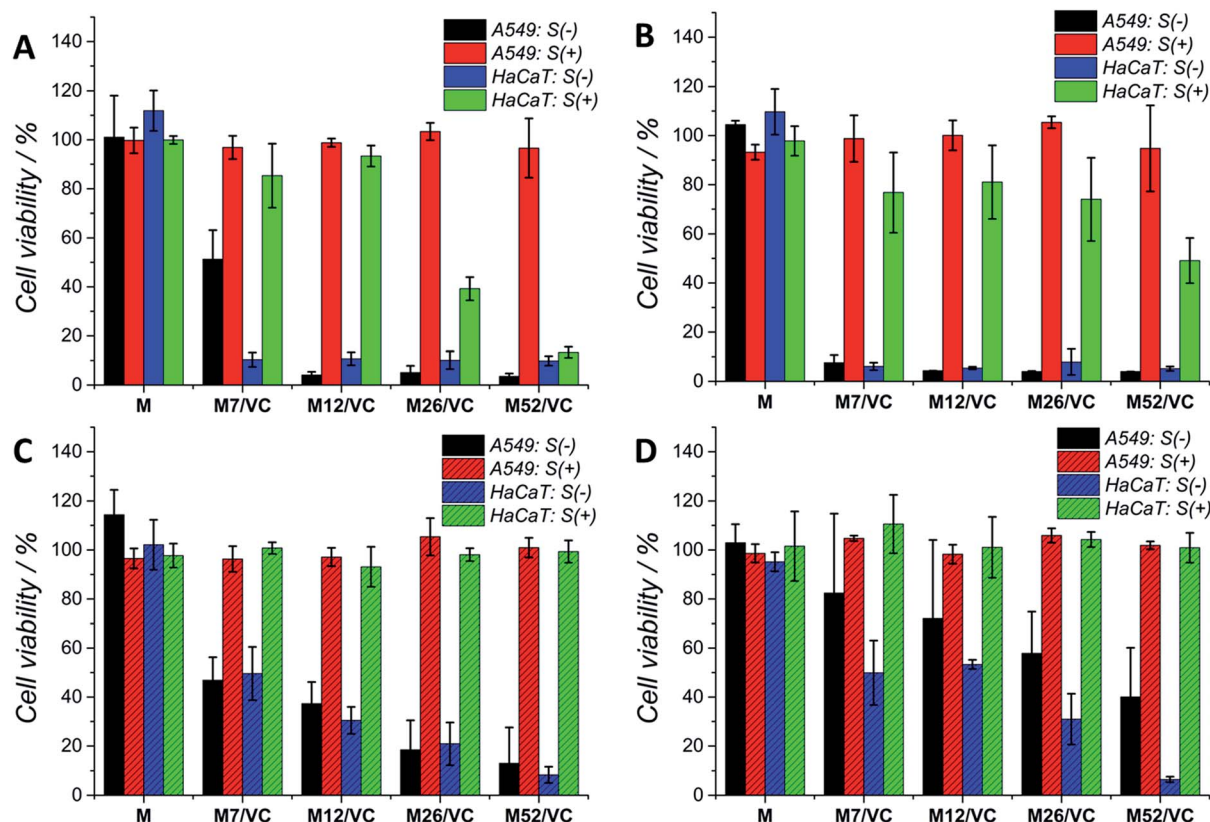 A
Cell viability / %
140
120
100
80
60
40
20
0
A549: S(-)
A549: S(+)
HaCaT: S(-)
HaCaT: S(+)
M M7/VC M12/VC M26/VC M52/VC
B
Cell viability / %
140
120
100
80
60
40
20
0
A549: S(-)
A549: S(+)
HaCaT: S(-)
HaCaT: S(+)
M M7/VC M12/VC M26/VC M52/VC
C
Cell viability / %
140
120
100
80
60
40
20
0
A549: S(-)
A549: S(+)
HaCaT: S(-)
HaCaT: S(+)
M M7/VC M12/VC M26/VC M52/VC
D
Cell viability / %
140
120
100
80
60
40
20
0
A549: S(-)
A549: S(+)
HaCaT: S(-)
HaCaT: S(+)
M M7/VC M12/VC M26/VC M52/VC